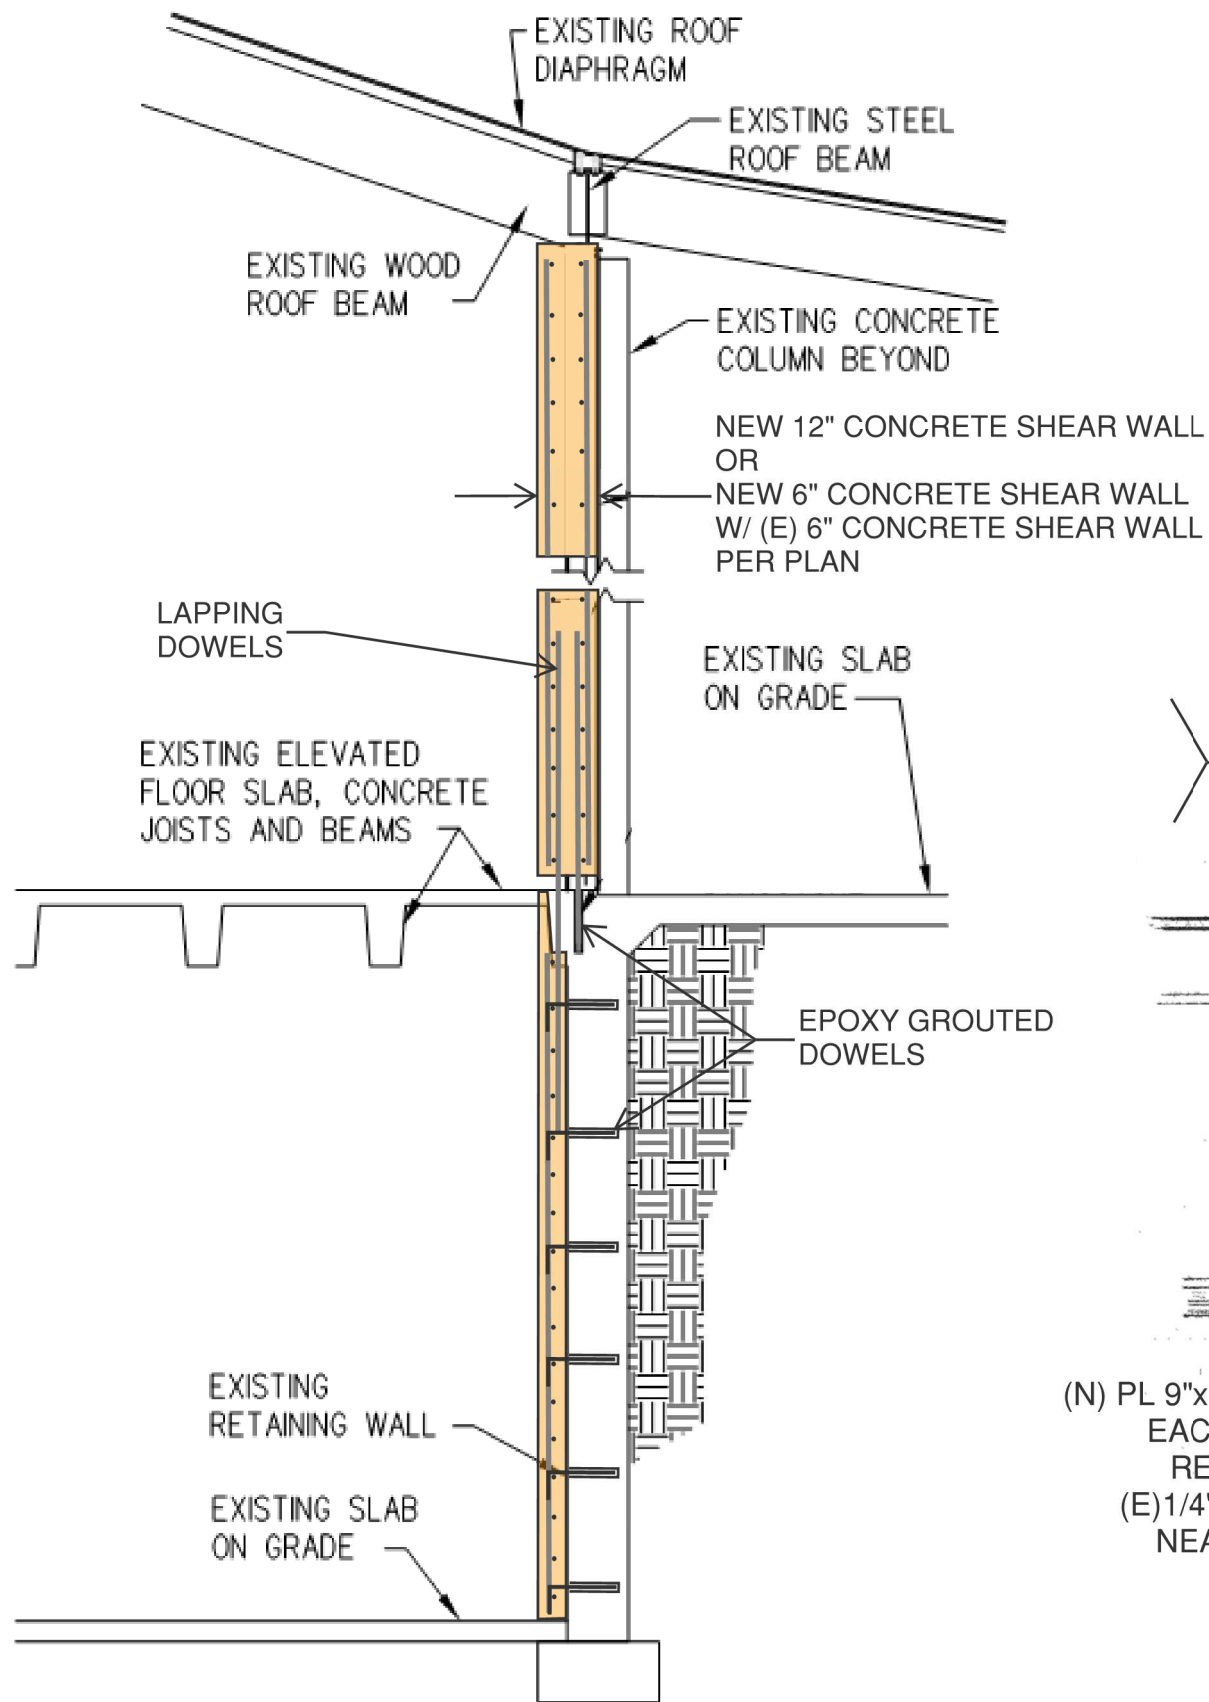 EXISTING ROOF
DIAPHRAGM
EXISTING STEEL
ROOF BEAM
EXISTING WOOD
ROOF BEAM
EXISTING CONCRETE
COLUMN BEYOND
NEW 12" CONCRETE SHEAR WALL
OR
NEW 6" CONCRETE SHEAR WALL
W/ (E) 6" CONCRETE SHEAR WALL
PER PLAN
LAPPING
DOWELS
EXISTING SLAB
ON GRADE
EXISTING ELEVATED
FLOOR SLAB, CONCRETE
JOISTS AND BEAMS
EPOXY GROUTED
DOWELS
EXISTING
RETAINING WALL
EXISTING SLAB
ON GRADE
(N) PL 9"x
EAC
RE
(E)1/4"
NEA